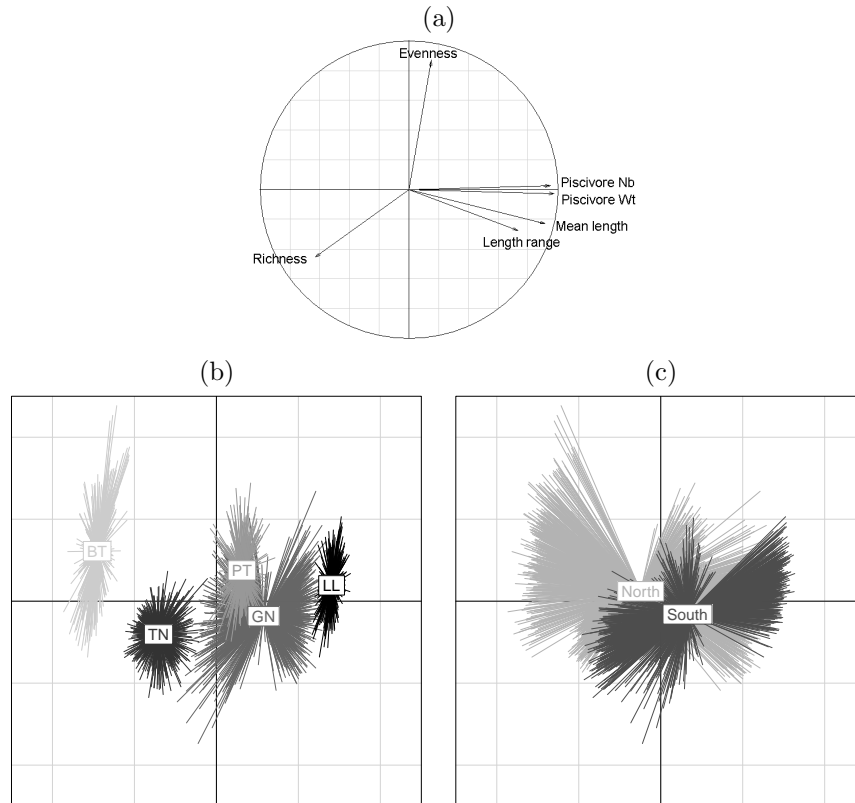 (a)
Evenness
Piscivore Nb
Piscivore Wt
Mean length
Length range
Richness
(b)
(c)
BT
PT
LL
GN
TN
North
South